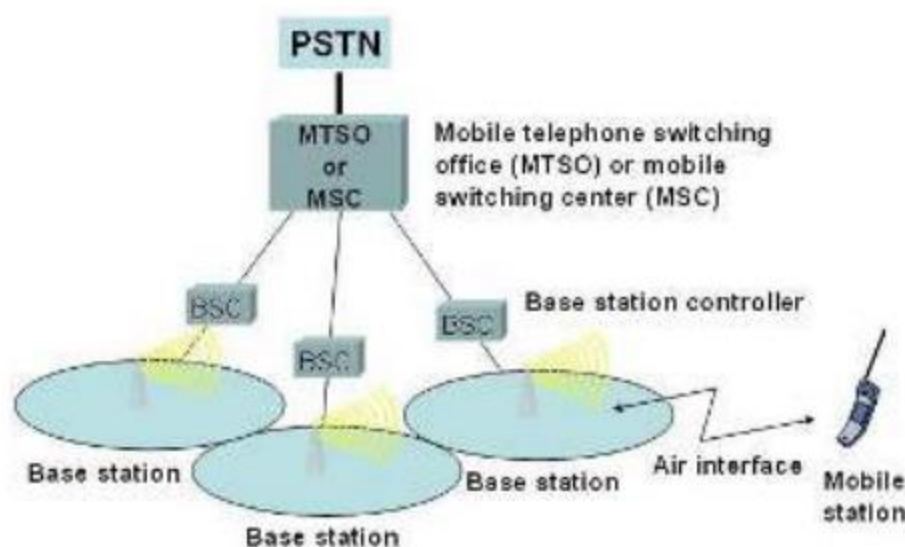 PSTN
MTSO
or
MSC
Mobile telephone switching
office (MTSO) or mobile
switching center (MSC)
BSC
Base station controller
BSC
BSC
Base station
Base station
Base station
Air interface
Mobile
station